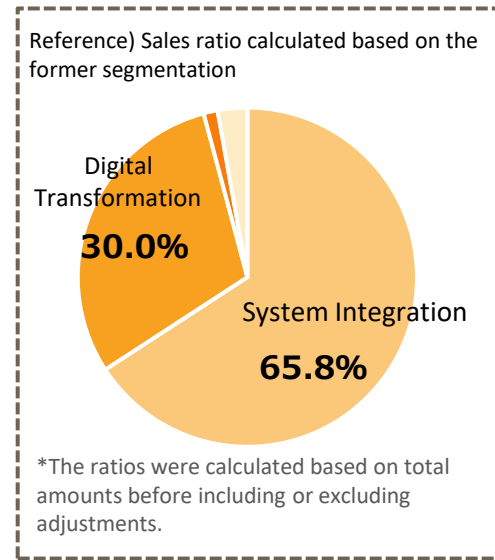 Reference) Sales ratio calculated based on the
former segmentation
Digital
Transformation
30.0%
System Integration
65.8%
*The ratios were calculated based on total
amounts before including or excluding
adjustments.